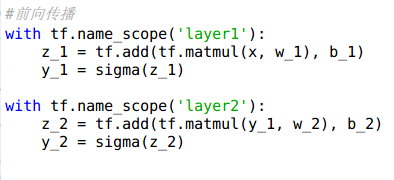 #前向传播
with tf.name_scope('layer1'):
    z_1 = tf.add(tf.matmul(x, w_1), b_1)
    y_1 = sigma(z_1)

with tf.name_scope('layer2'):
    z_2 = tf.add(tf.matmul(y_1, w_2), b_2)
    y_2 = sigma(z_2)